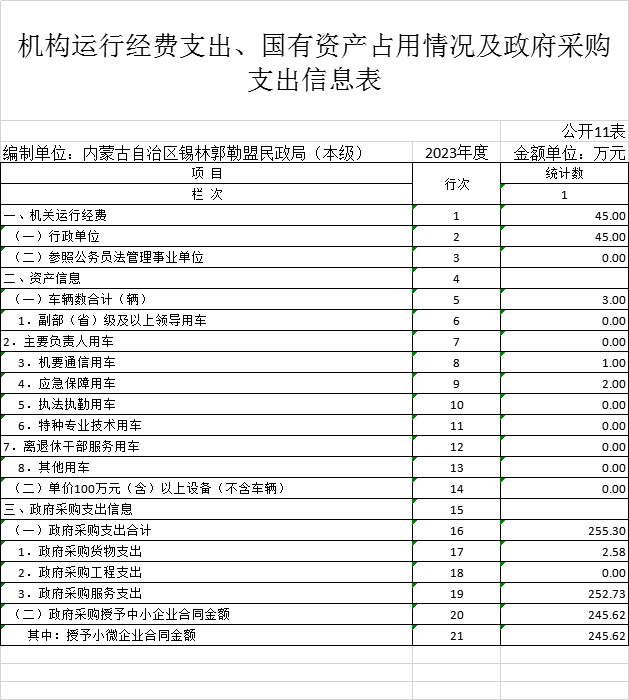 机构运行经费支出、国有资产占用情况及政府采购
支出信息表
公开11表
编制单位：内蒙古自治区锡林郭勒盟民政局（本级） 2023年度 金额单位：万元
项 目 行次 统计数
栏 次 1
一、机关运行经费 1 45.00
（一）行政单位 2 45.00
（二）参照公务员法管理事业单位 3 0.00
二、资产信息 4
（一）车辆数合计（辆） 5 3.00
1．副部（省）级及以上领导用车 6 0.00
2．主要负责人用车 7 0.00
3．机要通信用车 8 1.00
4．应急保障用车 9 2.00
5．执法执勤用车 10 0.00
6．特种专业技术用车 11 0.00
7．离退休干部服务用车 12 0.00
8．其他用车 13 0.00
（二）单价100万元（含）以上设备（不含车辆） 14 0.00
三、政府采购支出信息 15
（一）政府采购支出合计 16 255.30
1．政府采购货物支出 17 2.58
2．政府采购工程支出 18 0.00
3．政府采购服务支出 19 252.73
（二）政府采购授予中小企业合同金额 20 245.62
其中：授予小微企业合同金额 21 245.62